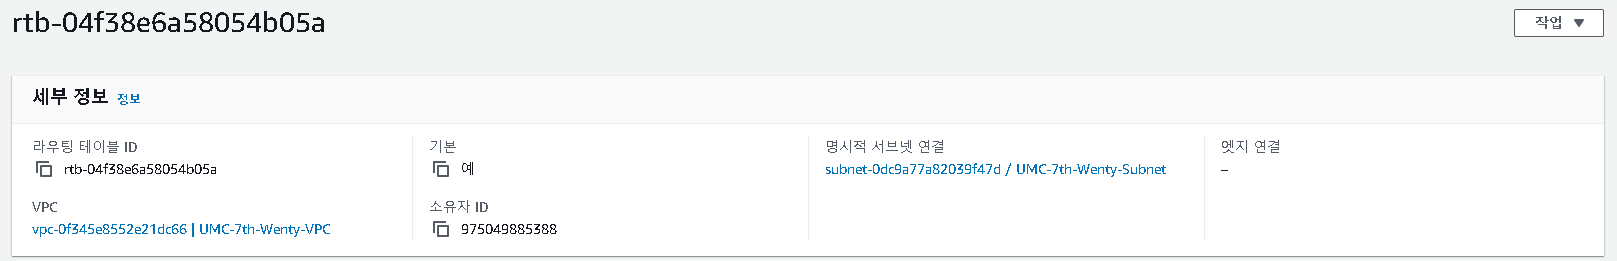 rtb-04f38e6a58054b05a
작업
세부 정보 정보
라우팅 테이블 ID
rtb-04f38e6a58054b05a
기본
예
명시적 서브넷 연결
subnet-0dc9a77a82039f47d / UMC-7th-Wenty-Subnet
엣지 연결
–
VPC
vpc-0f345e8552e21dc66 | UMC-7th-Wenty-VPC
소유자 ID
975049885388